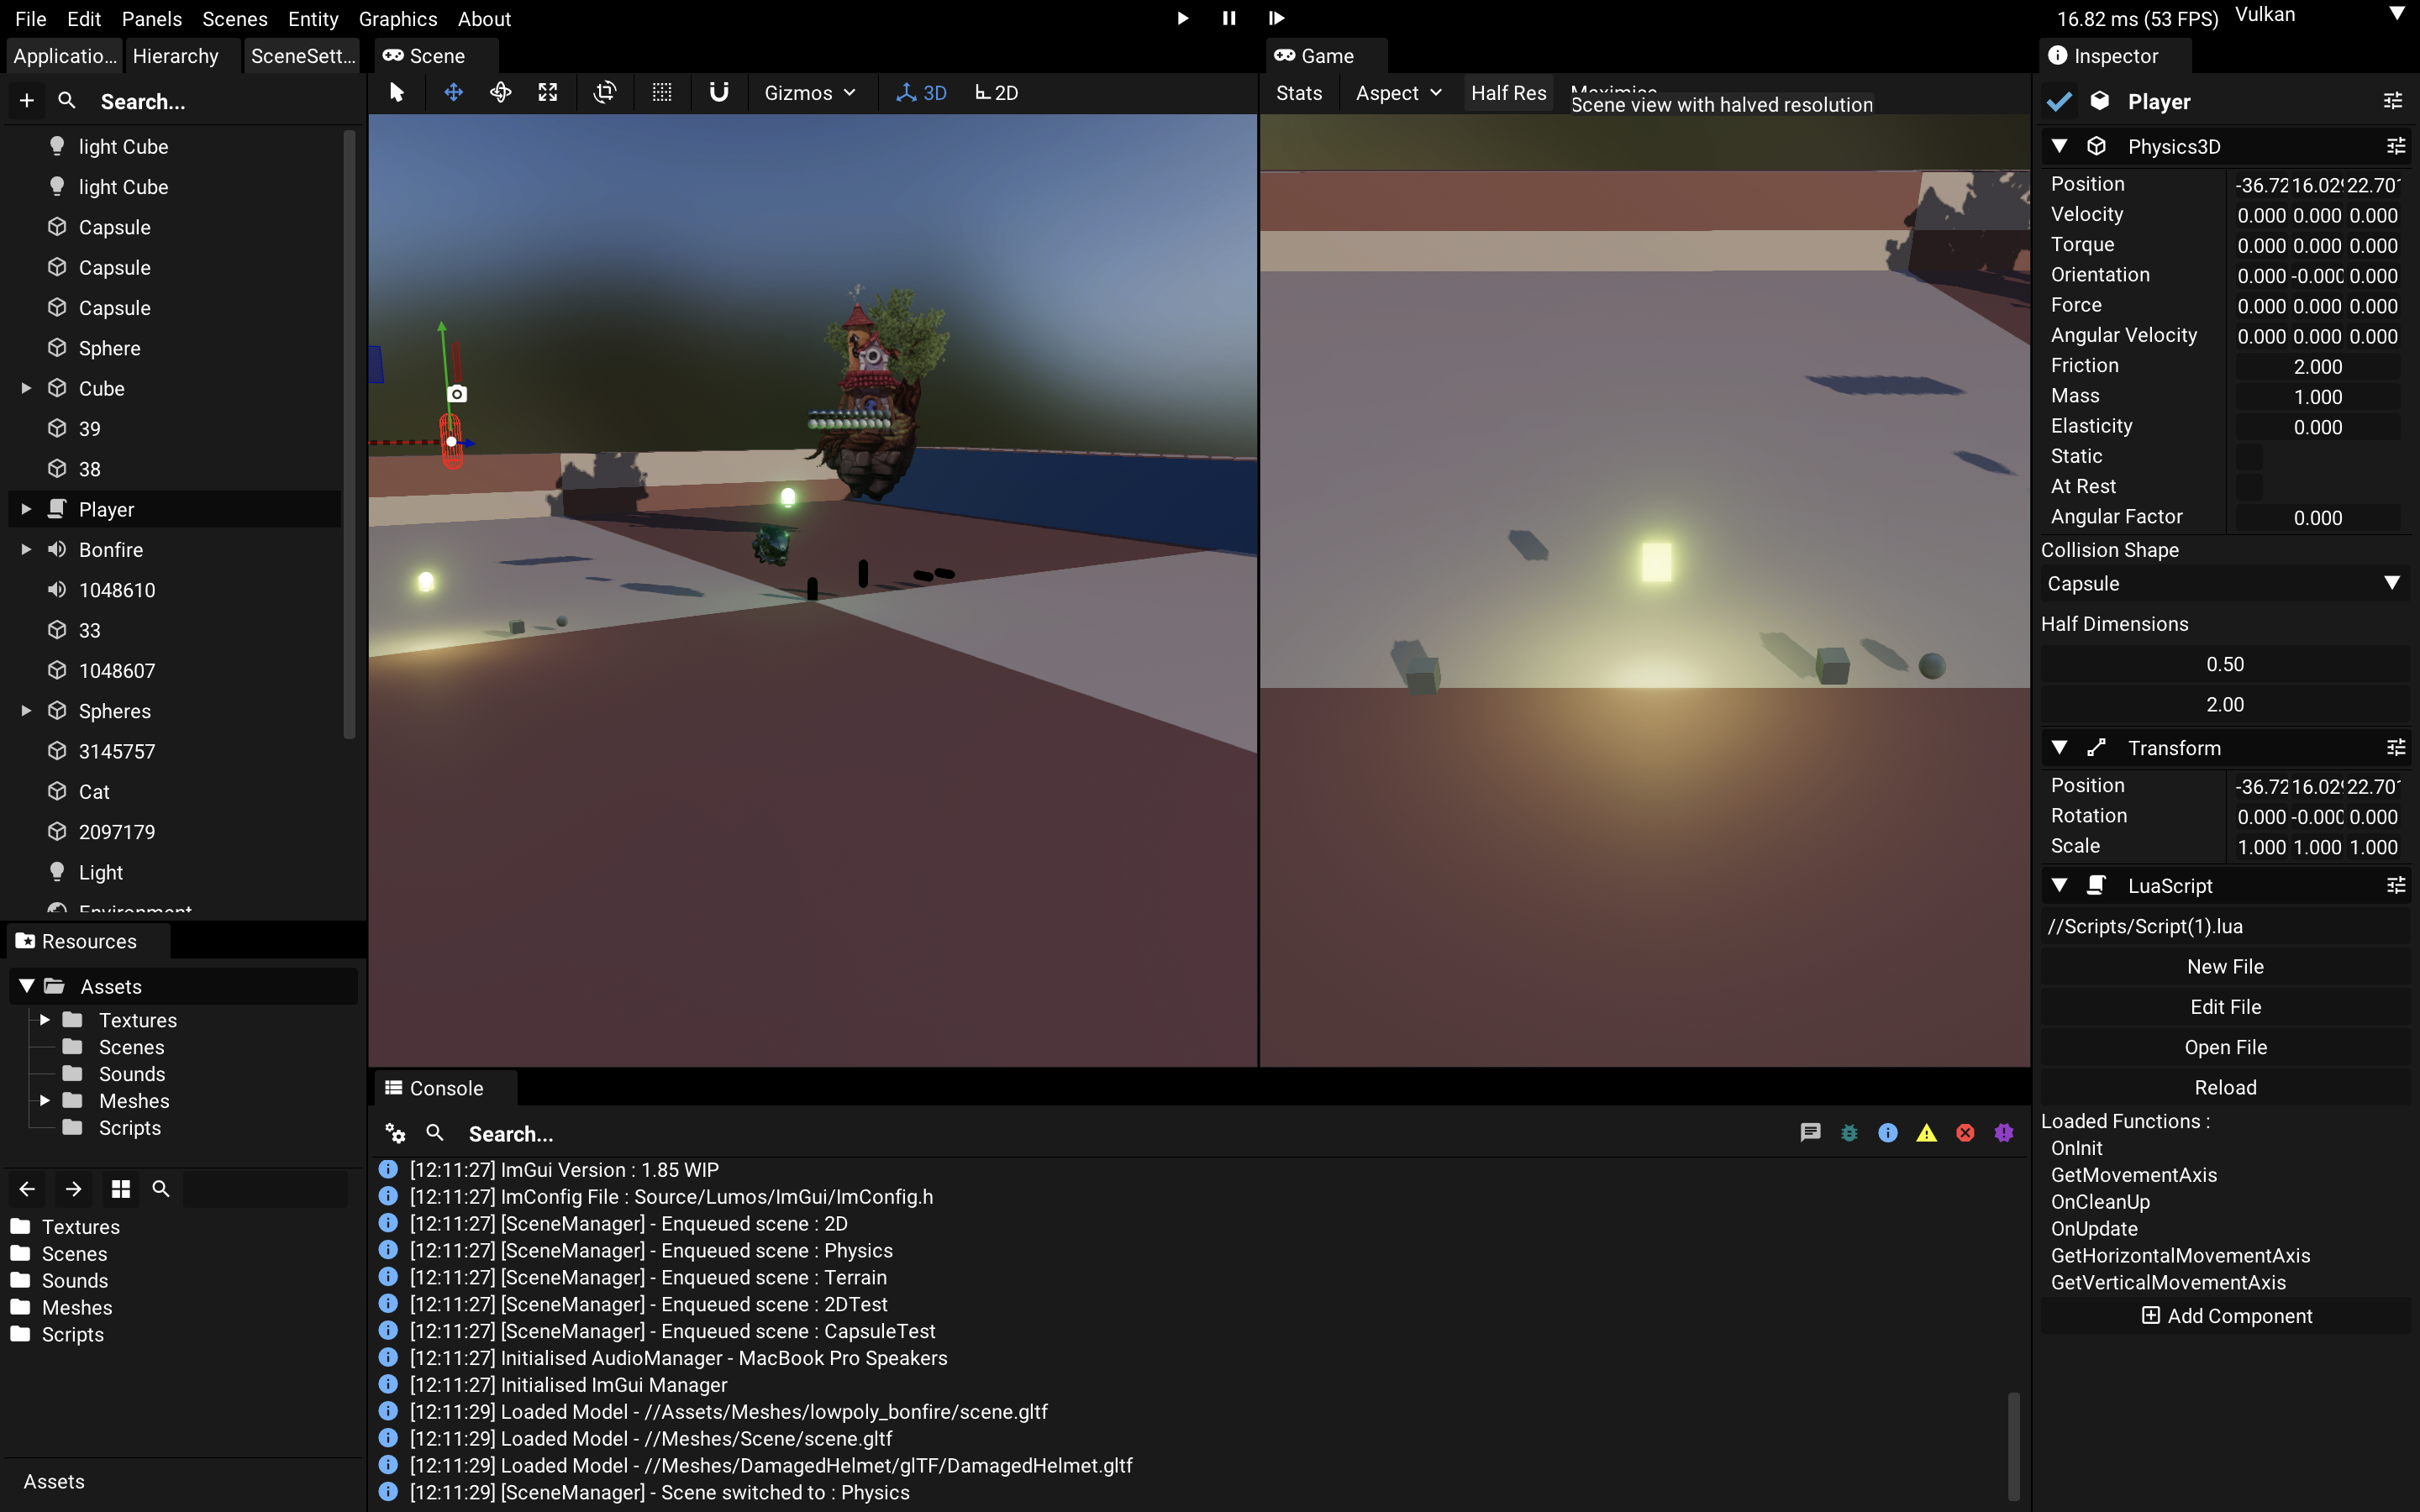 File Edit Panels Scenes Entity Graphics About
16.82 ms (53 FPS) Vulkan
Applicatio... Hierarchy SceneSett...
Search...
light Cube
light Cube
Capsule
Capsule
Capsule
Sphere
Cube
39
38
Player
Bonfire
1048610
33
1048607
Spheres
3145757
Cat
2097179
Light
Environment
Resources
Assets
Textures
Scenes
Sounds
Meshes
Scripts
Textures
Scenes
Sounds
Meshes
Scripts
Assets
Scene
Gizmos 3D 2D
Game
Stats Aspect Half Res Maximise
Scene view with halved resolution
Console
Search...
[12:11:27] ImGui Version : 1.85 WIP
[12:11:27] ImConfig File : Source/Lumos/ImGui/ImConfig.h
[12:11:27] [SceneManager] - Enqueued scene : 2D
[12:11:27] [SceneManager] - Enqueued scene : Physics
[12:11:27] [SceneManager] - Enqueued scene : Terrain
[12:11:27] [SceneManager] - Enqueued scene : 2DTest
[12:11:27] [SceneManager] - Enqueued scene : CapsuleTest
[12:11:27] Initialised AudioManager - MacBook Pro Speakers
[12:11:27] Initialised ImGui Manager
[12:11:29] Loaded Model - //Assets/Meshes/lowpoly_bonfire/scene.gltf
[12:11:29] Loaded Model - //Meshes/Scene/scene.gltf
[12:11:29] Loaded Model - //Meshes/DamagedHelmet/glTF/DamagedHelmet.gltf
[12:11:29] [SceneManager] - Scene switched to : Physics
Inspector
Player
Physics3D
Position -36.72 16.029 22.701
Velocity 0.000 0.000 0.000
Torque 0.000 0.000 0.000
Orientation 0.000 -0.000 0.000
Force 0.000 0.000 0.000
Angular Velocity 0.000 0.000 0.000
Friction 2.000
Mass 1.000
Elasticity 0.000
Static
At Rest
Angular Factor 0.000
Collision Shape
Capsule
Half Dimensions
0.50
2.00
Transform
Position -36.72 16.029 22.701
Rotation 0.000 -0.000 0.000
Scale 1.000 1.000 1.000
LuaScript
//Scripts/Script(1).lua
New File
Edit File
Open File
Reload
Loaded Functions :
OnInit
GetMovementAxis
OnCleanUp
OnUpdate
GetHorizontalMovementAxis
GetVerticalMovementAxis
Add Component